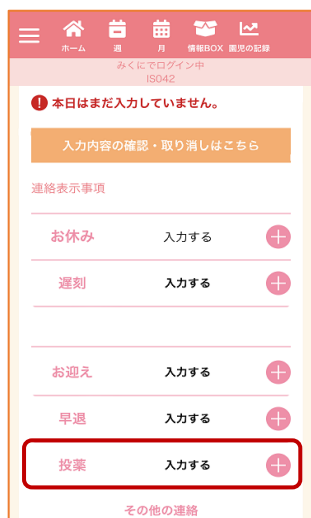 ホーム
週
月
情報BOX
園児の記録
みくにでログイン中
IS042
本日はまだ入力していません。
入力内容の確認・取り消しはこちら
連絡表示事項
お休み 入力する
遅刻 入力する
お迎え 入力する
早退 入力する
投薬 入力する
その他の連絡